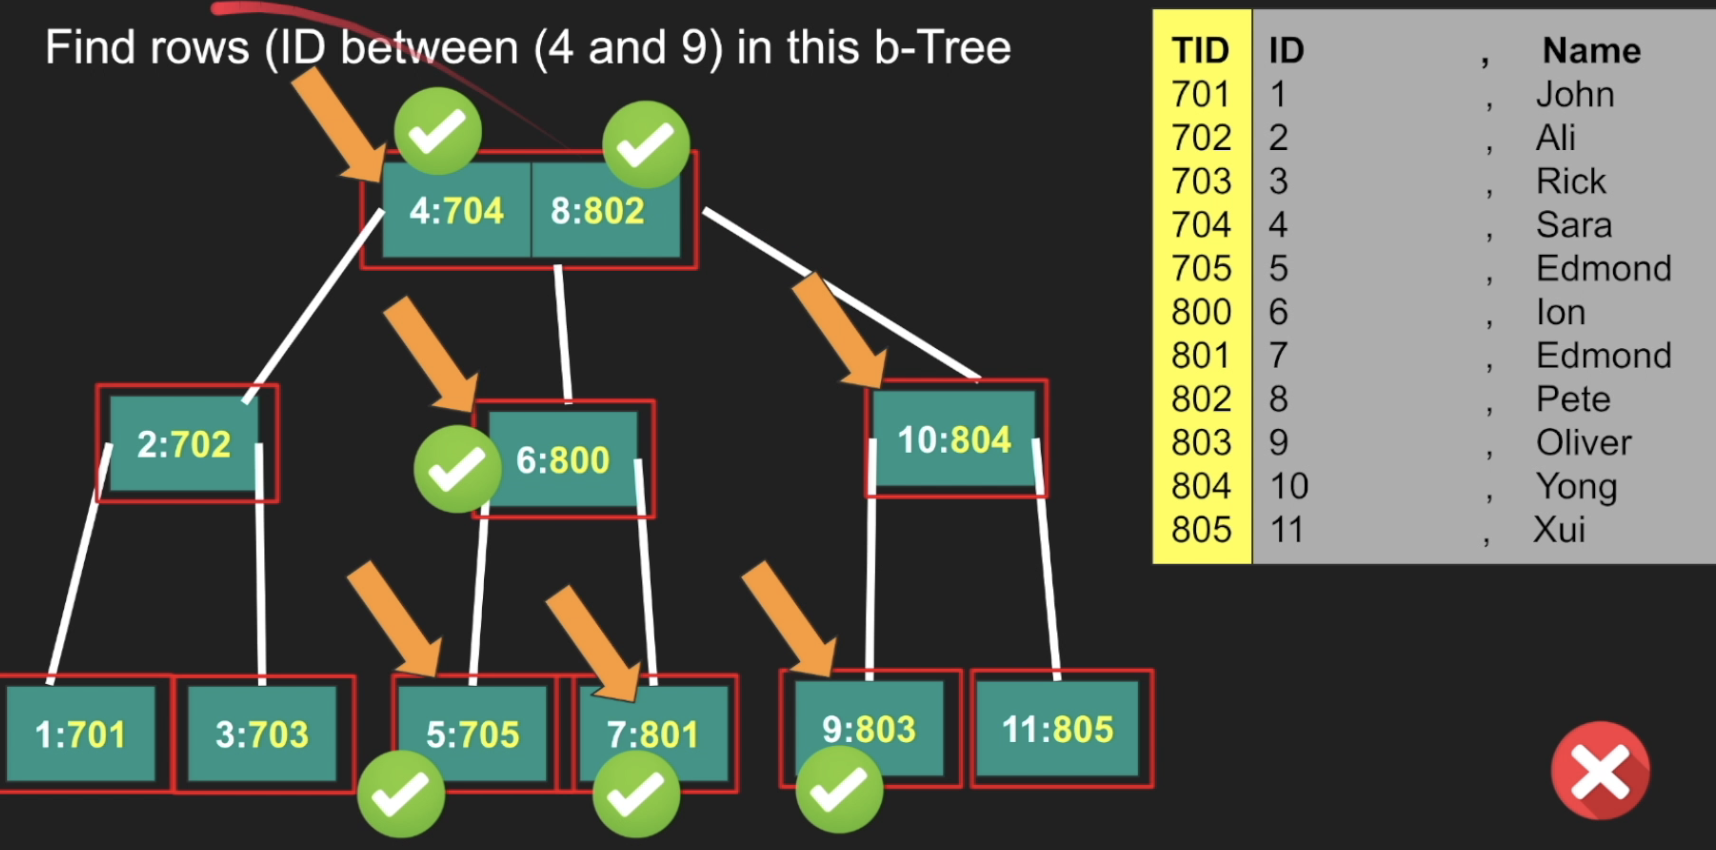 Find rows (ID between (4 and 9) in this b-Tree
4:704 8:802
2:702
6:800
10:804
1:701
3:703
5:705
7:801
9:803
11:805
TID ID , Name
701 1 , John
702 2 , Ali
703 3 , Rick
704 4 , Sara
705 5 , Edmond
800 6 , Ion
801 7 , Edmond
802 8 , Pete
803 9 , Oliver
804 10 , Yong
805 11 , Xui